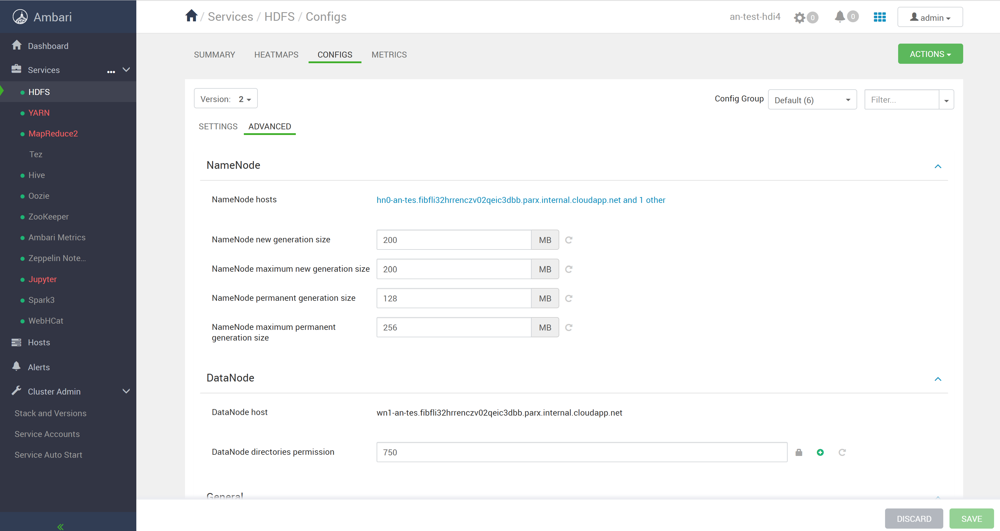 Ambari
Dashboard
Services ...
HDFS
YARN
MapReduce2
Tez
Hive
Oozie
ZooKeeper
Ambari Metrics
Zeppelin Note...
Jupyter
Spark3
WebHCat
Hosts
Alerts
Cluster Admin
Stack and Versions
Service Accounts
Service Auto Start
/ Services / HDFS / Configs
an-test-hdi4 0 0 admin
SUMMARY HEATMAPS CONFIGS METRICS ACTIONS
Version: 2 Config Group Default (6) Filter...
SETTINGS ADVANCED
NameNode
NameNode hosts hn0-an-tes.fibfli32hrrenczv02qeic3dbb.parx.internal.cloudapp.net and 1 other
NameNode new generation size 200 MB
NameNode maximum new generation size 200 MB
NameNode permanent generation size 128 MB
NameNode maximum permanent 256 MB
generation size
DataNode
DataNode host wn1-an-tes.fibfli32hrrenczv02qeic3dbb.parx.internal.cloudapp.net
DataNode directories permission 750
General
DISCARD SAVE